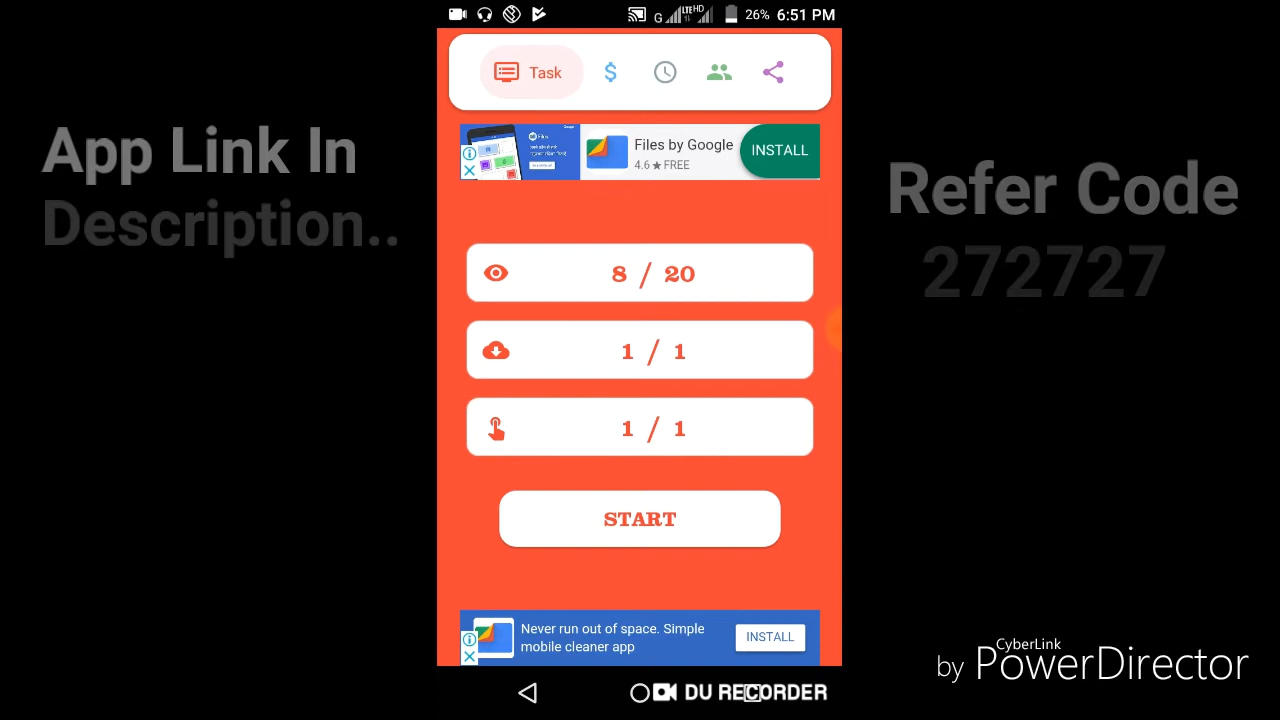 G LTE HD 26% 6:51 PM
Task
App Link In
Description..
Refer Code
272727
Files by Google
4.6 ★ FREE
INSTALL
8 / 20
1 / 1
1 / 1
START
Never run out of space. Simple
mobile cleaner app
INSTALL
DU RECORDER
CyberLink
by PowerDirector